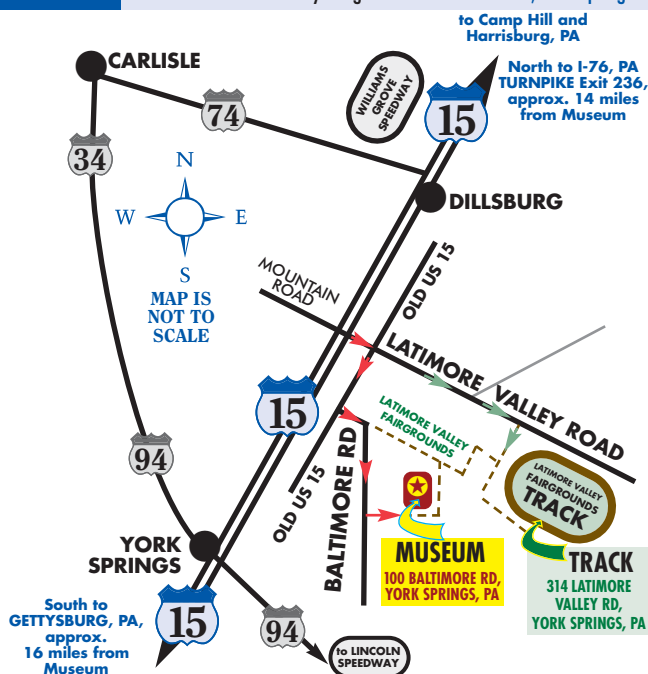 to Camp Hill and
Harrisburg, PA
CARLISLE
WILLIAMS
GROVE
SPEEDWAY
North to I-76, PA
TURNPIKE Exit 236,
approx. 14 miles
from Museum
15
74
34
N
W
E
S
DILLSBURG
MAP IS
NOT TO
SCALE
MOUNTAIN
ROAD
OLD US 15
LATIMORE VALLEY ROAD
15
LATIMORE VALLEY
FAIRGROUNDS
94
OLD US 15
BALTIMORE RD
LATIMORE VALLEY
FAIRGROUNDS
TRACK
YORK
SPRINGS
MUSEUM
100 BALTIMORE RD,
YORK SPRINGS, PA
TRACK
314 LATIMORE
VALLEY RD,
YORK SPRINGS, PA
South to
GETTYSBURG, PA,
approx.
16 miles from
Museum
15
94
to LINCOLN
SPEEDWAY